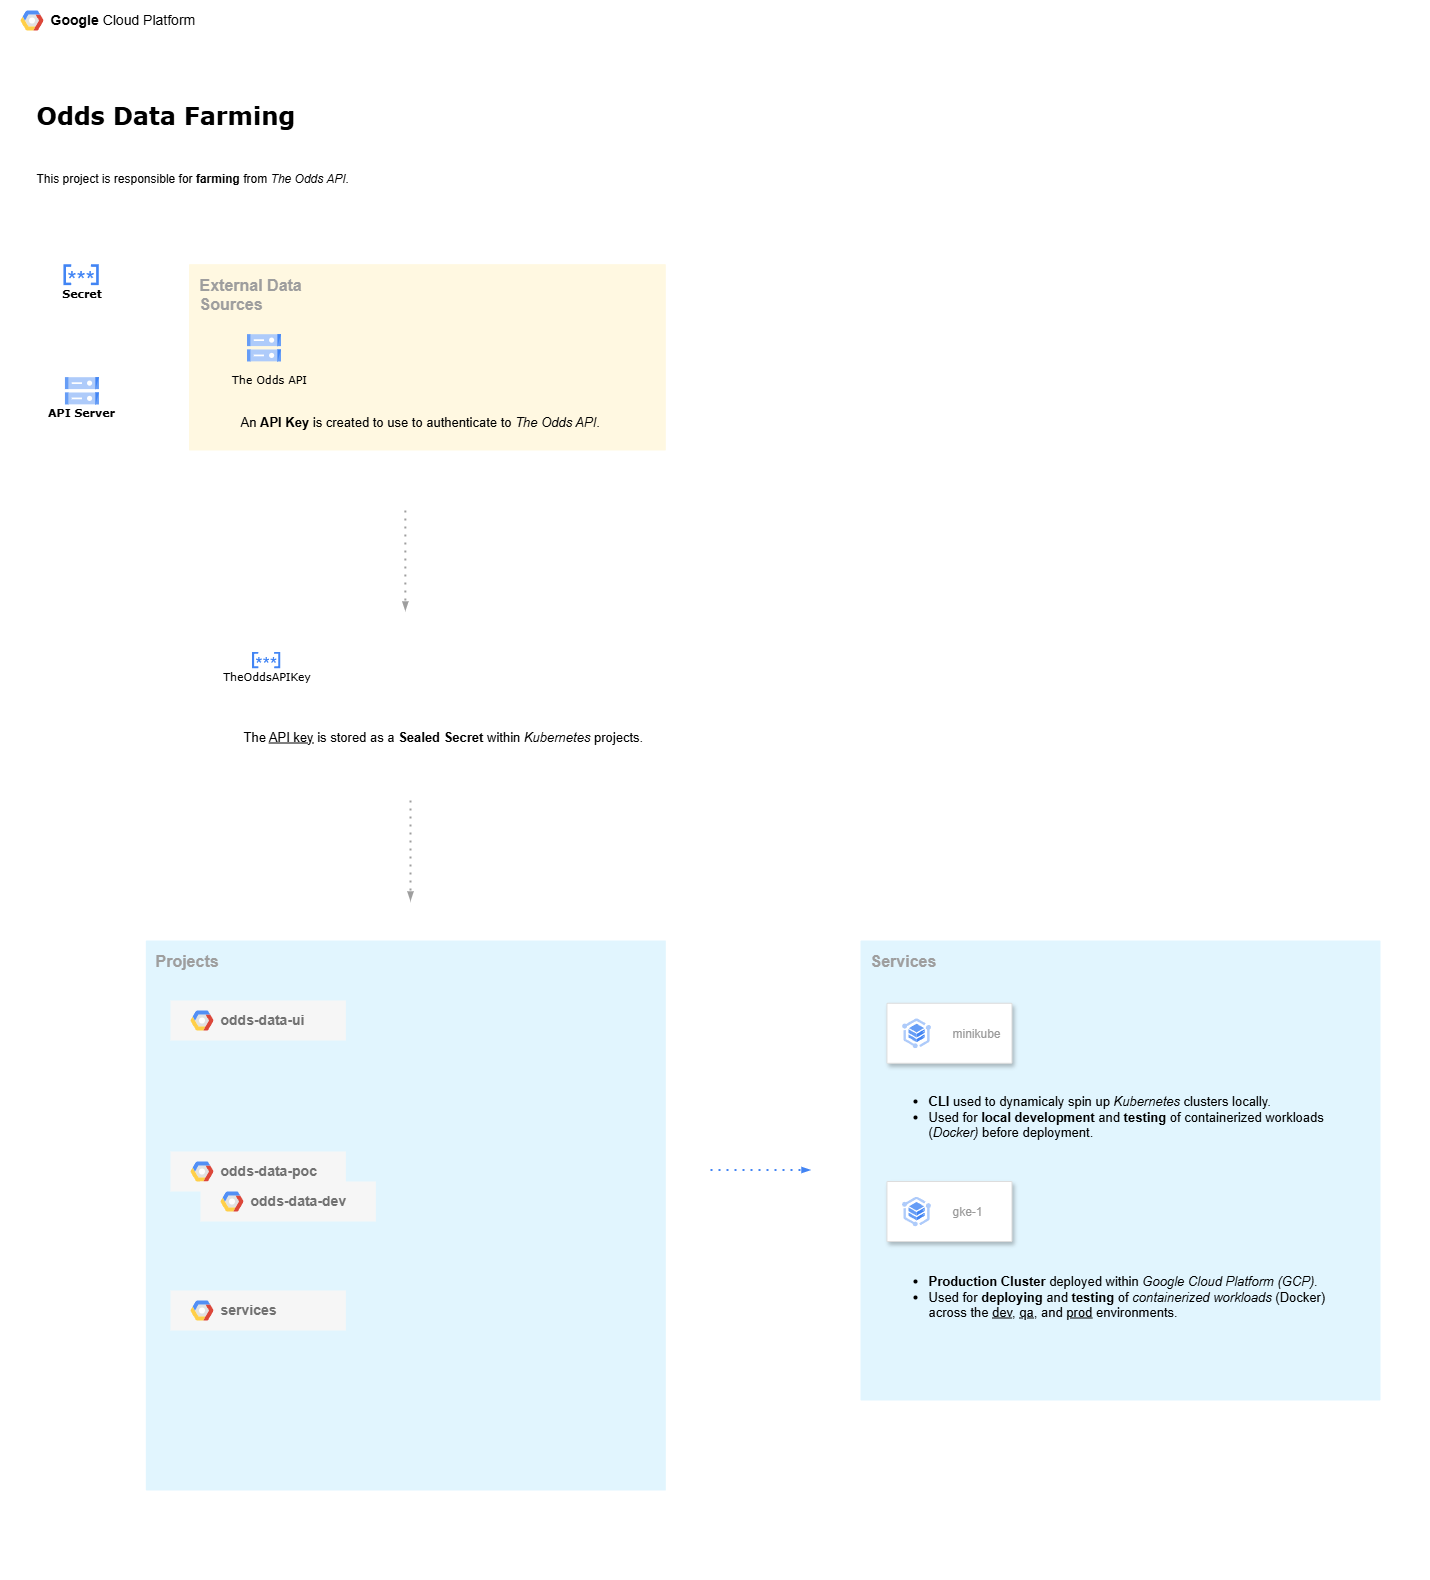 Google Cloud Platform
Odds Data Farming
This project is responsible for farming from The Odds API.
[***]
Secret
API Server
External Data
Sources
The Odds API
An API Key is created to use to authenticate to The Odds API.
[***]
TheOddsAPIKey
The API key is stored as a Sealed Secret within Kubernetes projects.
Projects
odds-data-ui
odds-data-poc
odds-data-dev
services
Services
minikube
• CLI used to dynamicaly spin up Kubernetes clusters locally.
• Used for local development and testing of containerized workloads
(Docker) before deployment.
gke-1
• Production Cluster deployed within Google Cloud Platform (GCP).
• Used for deploying and testing of containerized workloads (Docker)
across the dev, qa, and prod environments.